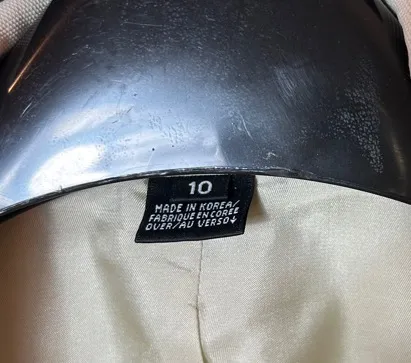 10
MADE IN KOREA/
FABRIQUE EN COREE
OVER/AU VERSO↓